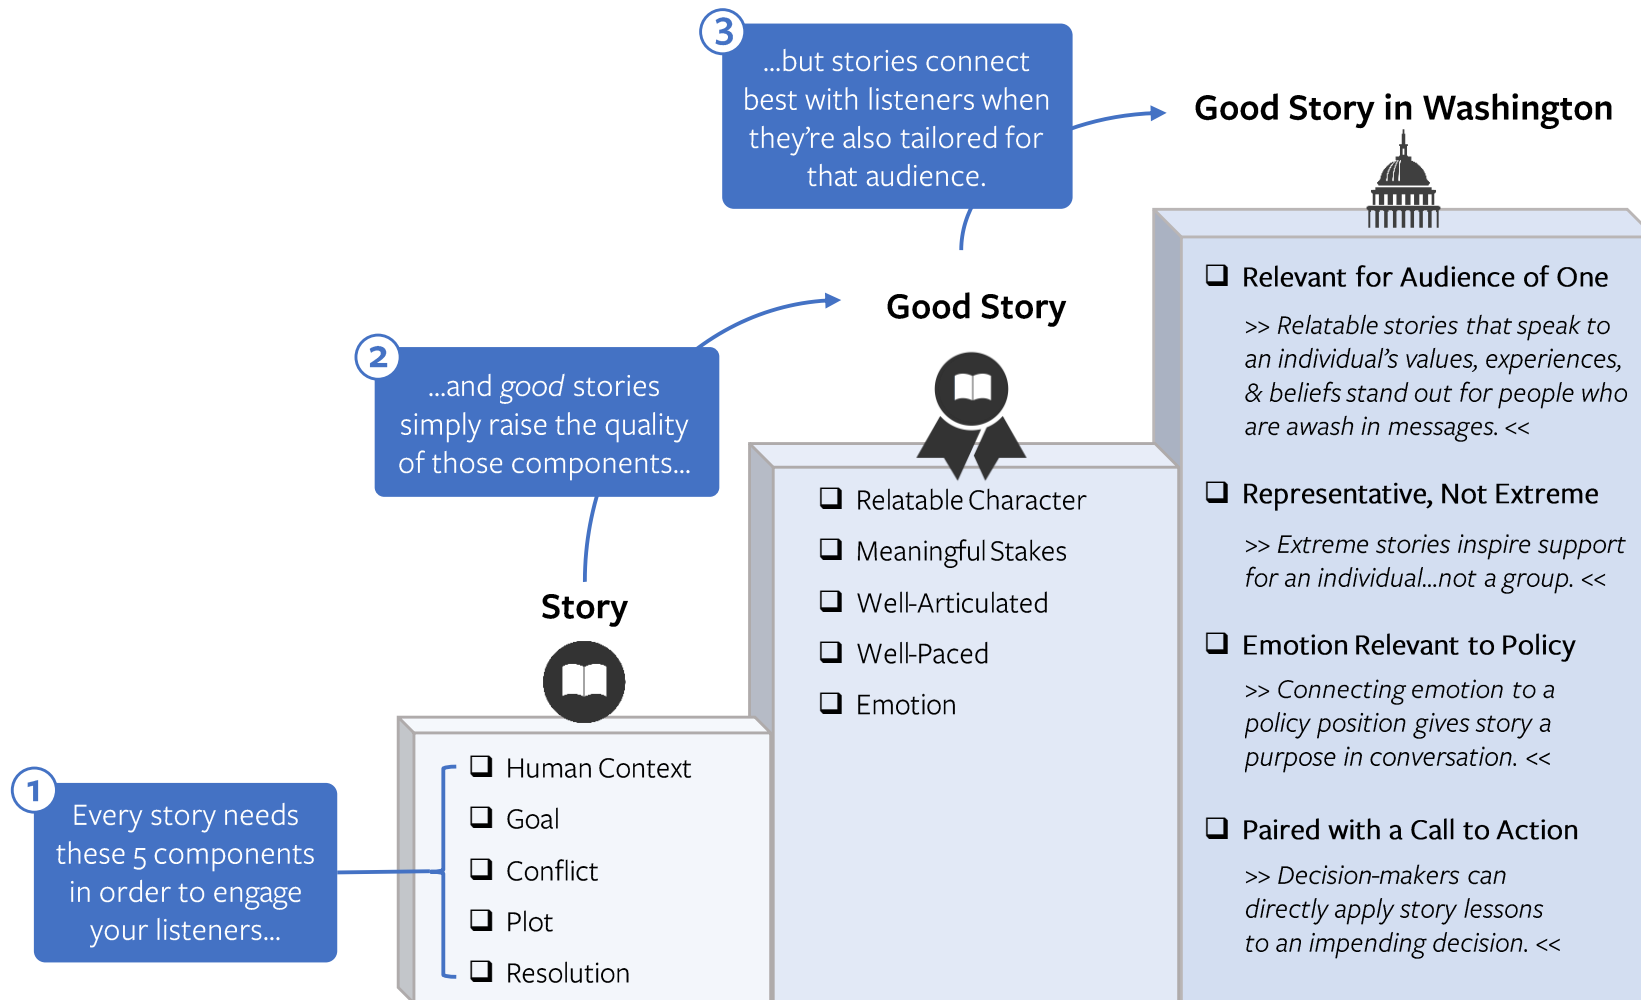 1
Every story needs
these 5 components
in order to engage
your listeners...
Story
❑ Human Context
❑ Goal
❑ Conflict
❑ Plot
❑ Resolution
2
...and good stories
simply raise the quality
of those components...
Good Story
❑ Relatable Character
❑ Meaningful Stakes
❑ Well-Articulated
❑ Well-Paced
❑ Emotion
3
...but stories connect
best with listeners when
they're also tailored for
that audience.
Good Story in Washington
❑ Relevant for Audience of One
>> Relatable stories that speak to
an individual's values, experiences,
& beliefs stand out for people who
are awash in messages. <<
❑ Representative, Not Extreme
>> Extreme stories inspire support
for an individual...not a group. <<
❑ Emotion Relevant to Policy
>> Connecting emotion to a
policy position gives story a
purpose in conversation. <<
❑ Paired with a Call to Action
>> Decision-makers can
directly apply story lessons
to an impending decision. <<